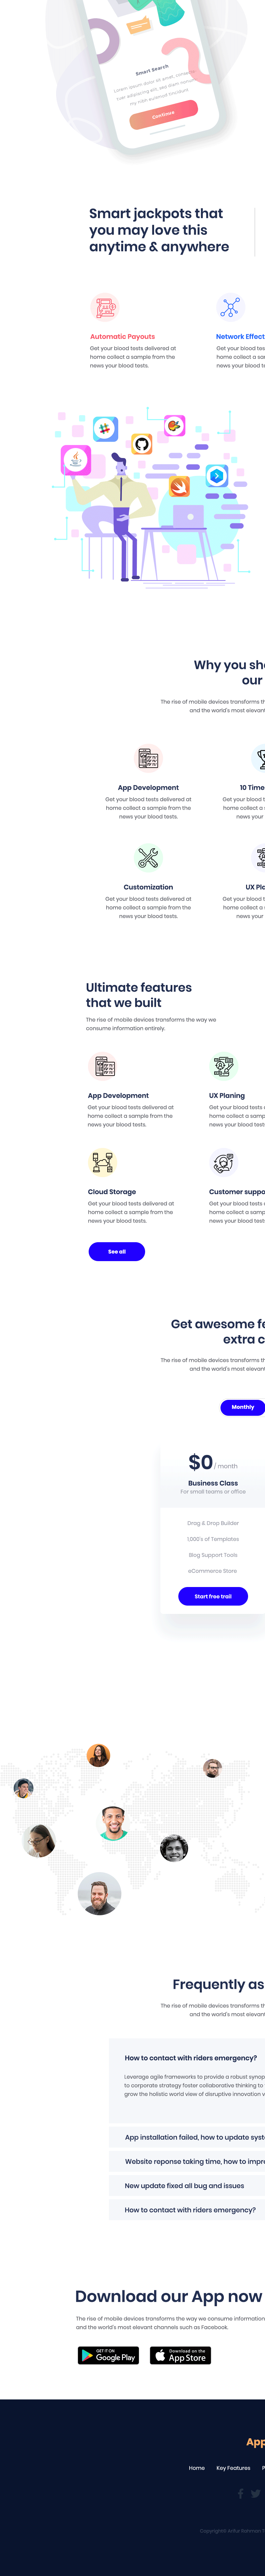 Smart Search
Lorem ipsum dolor sit amet,
tuer adipiscing elit, sed diam
my nibh euismod tincidunt
Continue
Smart jackpots that
you may love this
anytime & anywhere
Automatic Payouts
Get your blood tests delivered at
home collect a sample from the
news your blood tests.
Network Effect
Get your blood tes
home collect a sa
news your blood t
Why you sh
our
The rise of mobile devices transforms th
and the world's most elevant
App Development
Get your blood tests delivered at
home collect a sample from the
news your blood tests.
10 Time
Get your blood t
home collect a
news your
Customization
Get your blood tests delivered at
home collect a sample from the
news your blood tests.
UX Pla
Get your blood t
home collect a
news your
Ultimate features
that we built
The rise of mobile devices transforms the way we
consume information entirely.
App Development
Get your blood tests delivered at
home collect a sample from the
news your blood tests.
UX Planing
Get your blood tests
home collect a samp
news your blood test
Cloud Storage
Get your blood tests delivered at
home collect a sample from the
news your blood tests.
Customer suppo
Get your blood tests
home collect a samp
news your blood test
See all
Get awesome fe
extra c
The rise of mobile devices transforms th
and the world's most elevant
Monthly
$0 / month
Business Class
For small teams or office
Drag & Drop Builder
1,000's of Templates
Blog Support Tools
eCommerce Store
Start free trail
Frequently as
The rise of mobile devices transforms th
and the world's most elevant
How to contact with riders emergency?
Leverage agile frameworks to provide a robust synop
to corporate strategy foster collaborative thinking to
grow the holistic world view of disruptive innovation v
App installation failed, how to update syst
Website reponse taking time, how to impr
New update fixed all bug and issues
How to contact with riders emergency?
Download our App now
The rise of mobile devices transforms the way we consume information
and the world's most elevant channels such as Facebook.
GET IT ON
Google Play
Download on the
App Store
App
Home Key Features P